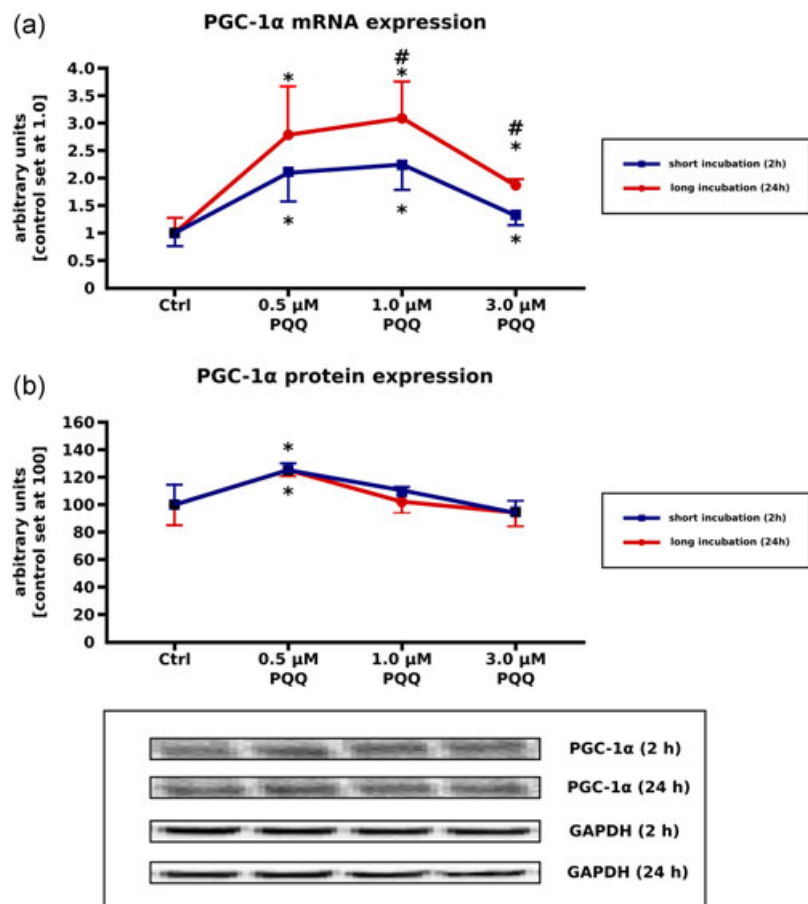 (a)
PGC-1α mRNA expression
arbitrary units
[control set at 1.0]
4.0
3.5
3.0
2.5
2.0
1.5
1
0.5
0
*
#
*
#
*
*
*
*
Ctrl
0.5 µM
PQQ
1.0 µM
PQQ
3.0 µM
PQQ
short incubation (2h)
long incubation (24h)
(b)
PGC-1α protein expression
arbitrary units
[control set at 100]
160
140
120
100
80
60
40
20
0
*
*
Ctrl
0.5 µM
PQQ
1.0 µM
PQQ
3.0 µM
PQQ
short incubation (2h)
long incubation (24h)
PGC-1α (2 h)
PGC-1α (24 h)
GAPDH (2 h)
GAPDH (24 h)